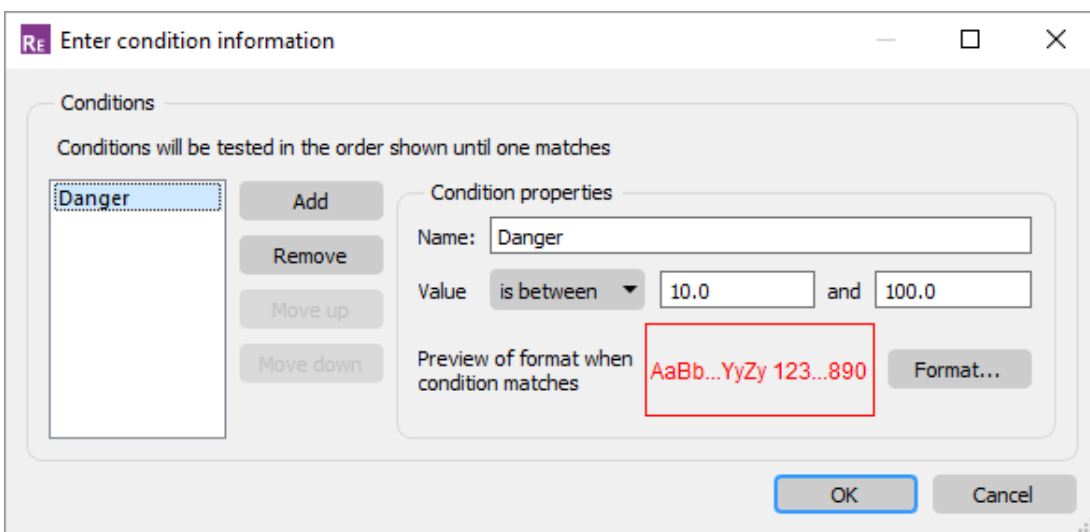 RE Enter condition information
Conditions
Conditions will be tested in the order shown until one matches
Danger
Add
Remove
Move up
Move down
Condition properties
Name: Danger
Value is between 10.0 and 100.0
Preview of format when
condition matches
AaBb...YyZy 123...890
Format...
OK Cancel